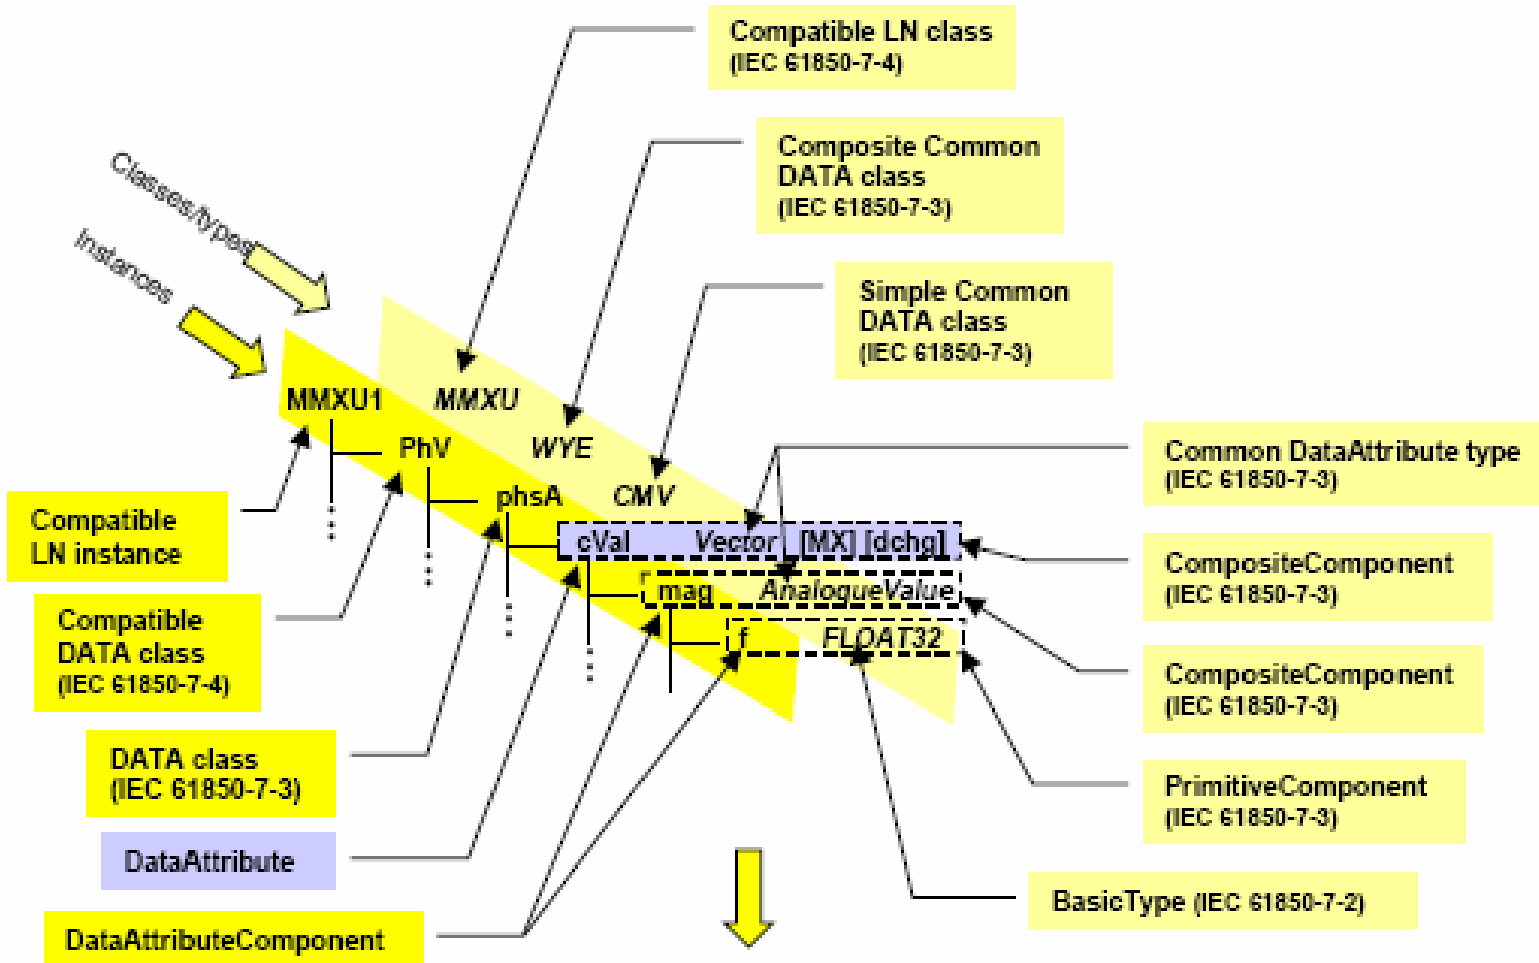 Compatible LN class
(IEC 61850-7-4)
Composite Common
DATA class
(IEC 61850-7-3)
Simple Common
DATA class
(IEC 61850-7-3)
Classes/types
Instances
MMXU1 MMXU
PhV WYE
phsA CMV
cVal Vector [MX] [dchg]
mag AnalogueValue
f FLOAT32
Common DataAttribute type
(IEC 61850-7-3)
CompositeComponent
(IEC 61850-7-3)
CompositeComponent
(IEC 61850-7-3)
PrimitiveComponent
(IEC 61850-7-3)
BasicType (IEC 61850-7-2)
Compatible
LN instance
Compatible
DATA class
(IEC 61850-7-4)
DATA class
(IEC 61850-7-3)
DataAttribute
DataAttributeComponent